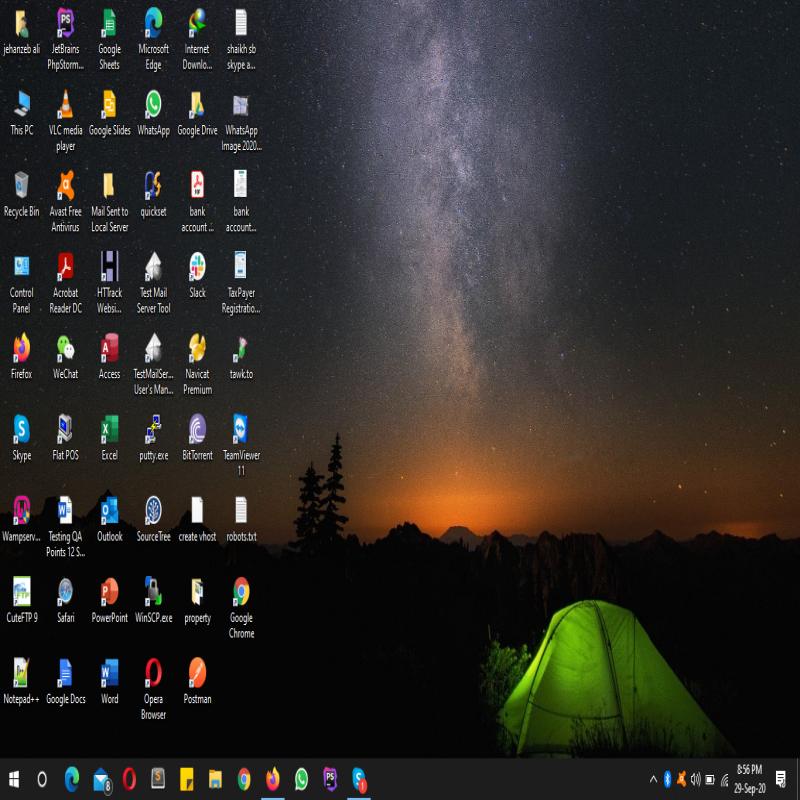 jehanzeb ali
JetBrains
PhpStorm...
Google
Sheets
Microsoft
Edge
Internet
Downlo...
shaikh sb
skype a...
This PC
VLC media
player
Google Slides
WhatsApp
Google Drive
WhatsApp
Image 2020...
Recycle Bin
Avast Free
Antivirus
Mail Sent to
Local Server
quickset
bank
account ...
bank
account...
Control
Panel
Acrobat
Reader DC
HTTrack
Websi...
Test Mail
Server Tool
Slack
TaxPayer
Registratio...
Firefox
WeChat
Access
TestMailSer...
User's Man...
Navicat
Premium
tawk.to
Skype
Flat POS
Excel
putty.exe
BitTorrent
TeamViewer
11
Wampserv...
Testing QA
Points 12 S...
Outlook
SourceTree
create vhost
robots.txt
CuteFTP 9
Safari
PowerPoint
WinSCP.exe
property
Google
Chrome
Notepad++
Google Docs
Word
Opera
Browser
Postman
8:56 PM
29-Sep-20